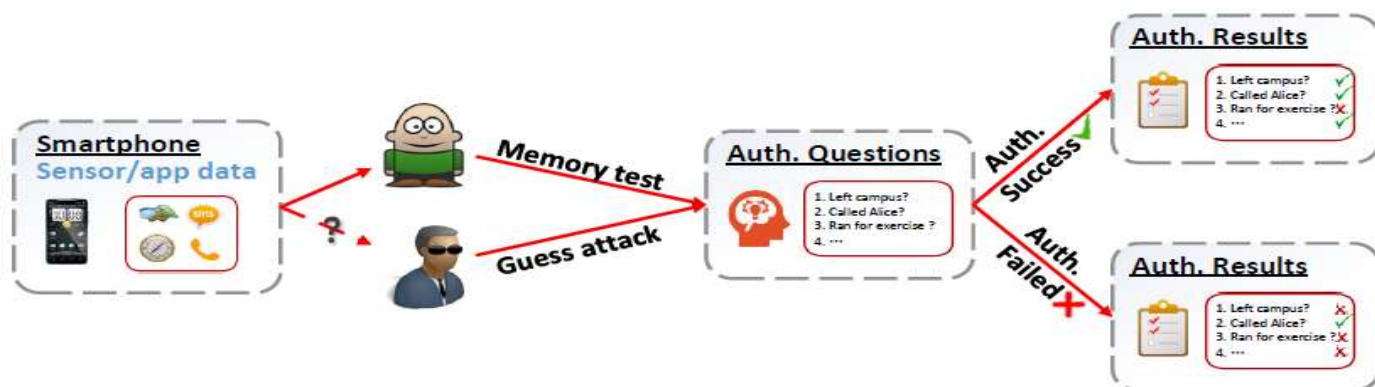 Smartphone
Sensor/app data
?
Memory test
Guess attack
Auth. Questions
1. Left campus?
2. Called Alice?
3. Ran for exercise ?
4. ...
Auth.
Success
Auth.
Failed
Auth. Results
1. Left campus?
2. Called Alice?
3. Ran for exercise ?
4. ...
Auth. Results
1. Left campus?
2. Called Alice?
3. Ran for exercise ?
4. ...